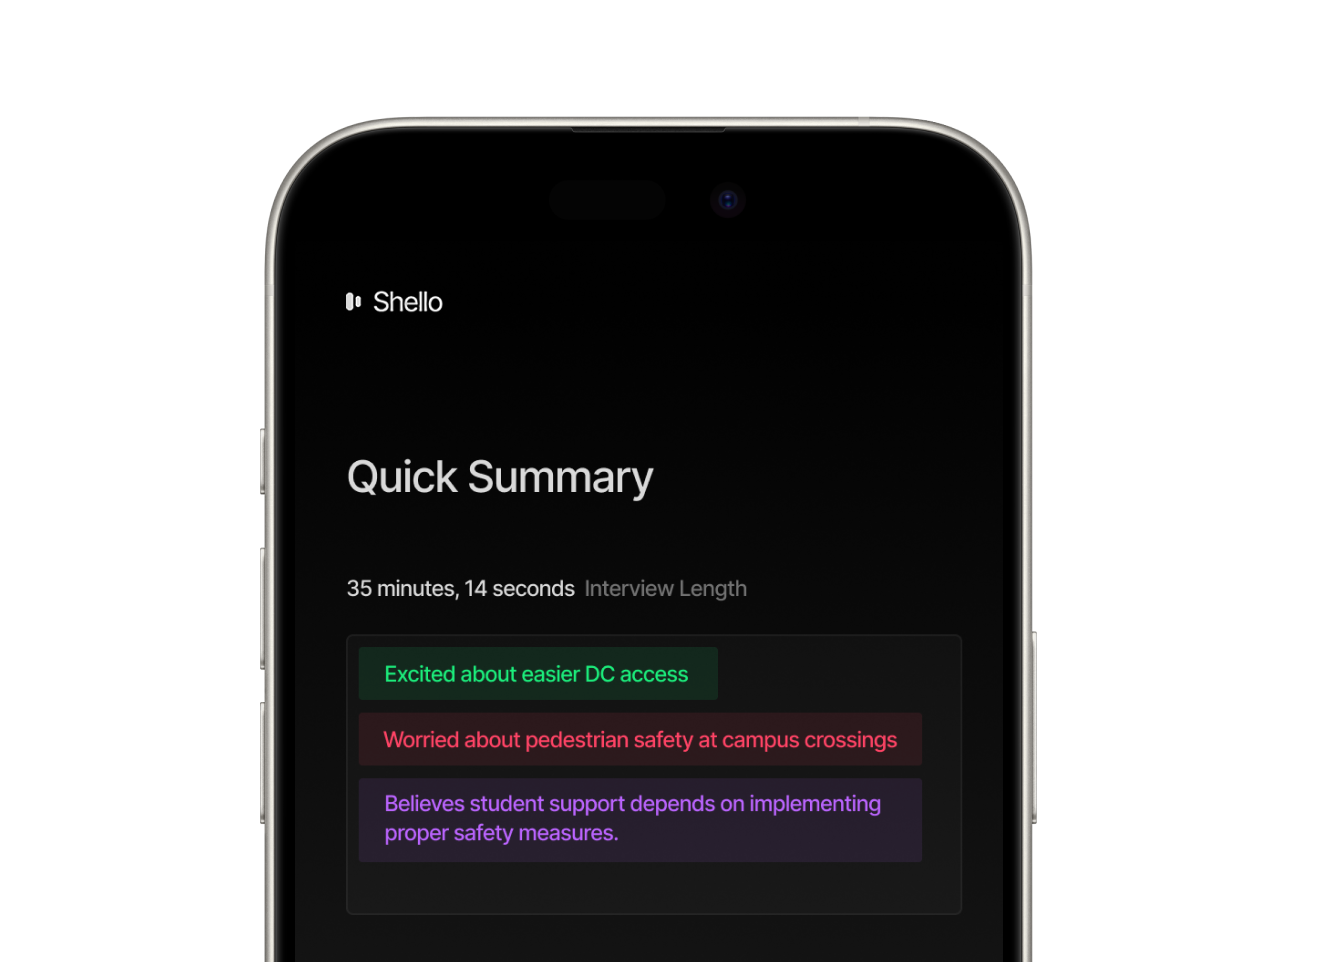 Shello
Quick Summary
35 minutes, 14 seconds Interview Length
Excited about easier DC access
Worried about pedestrian safety at campus crossings
Believes student support depends on implementing
proper safety measures.